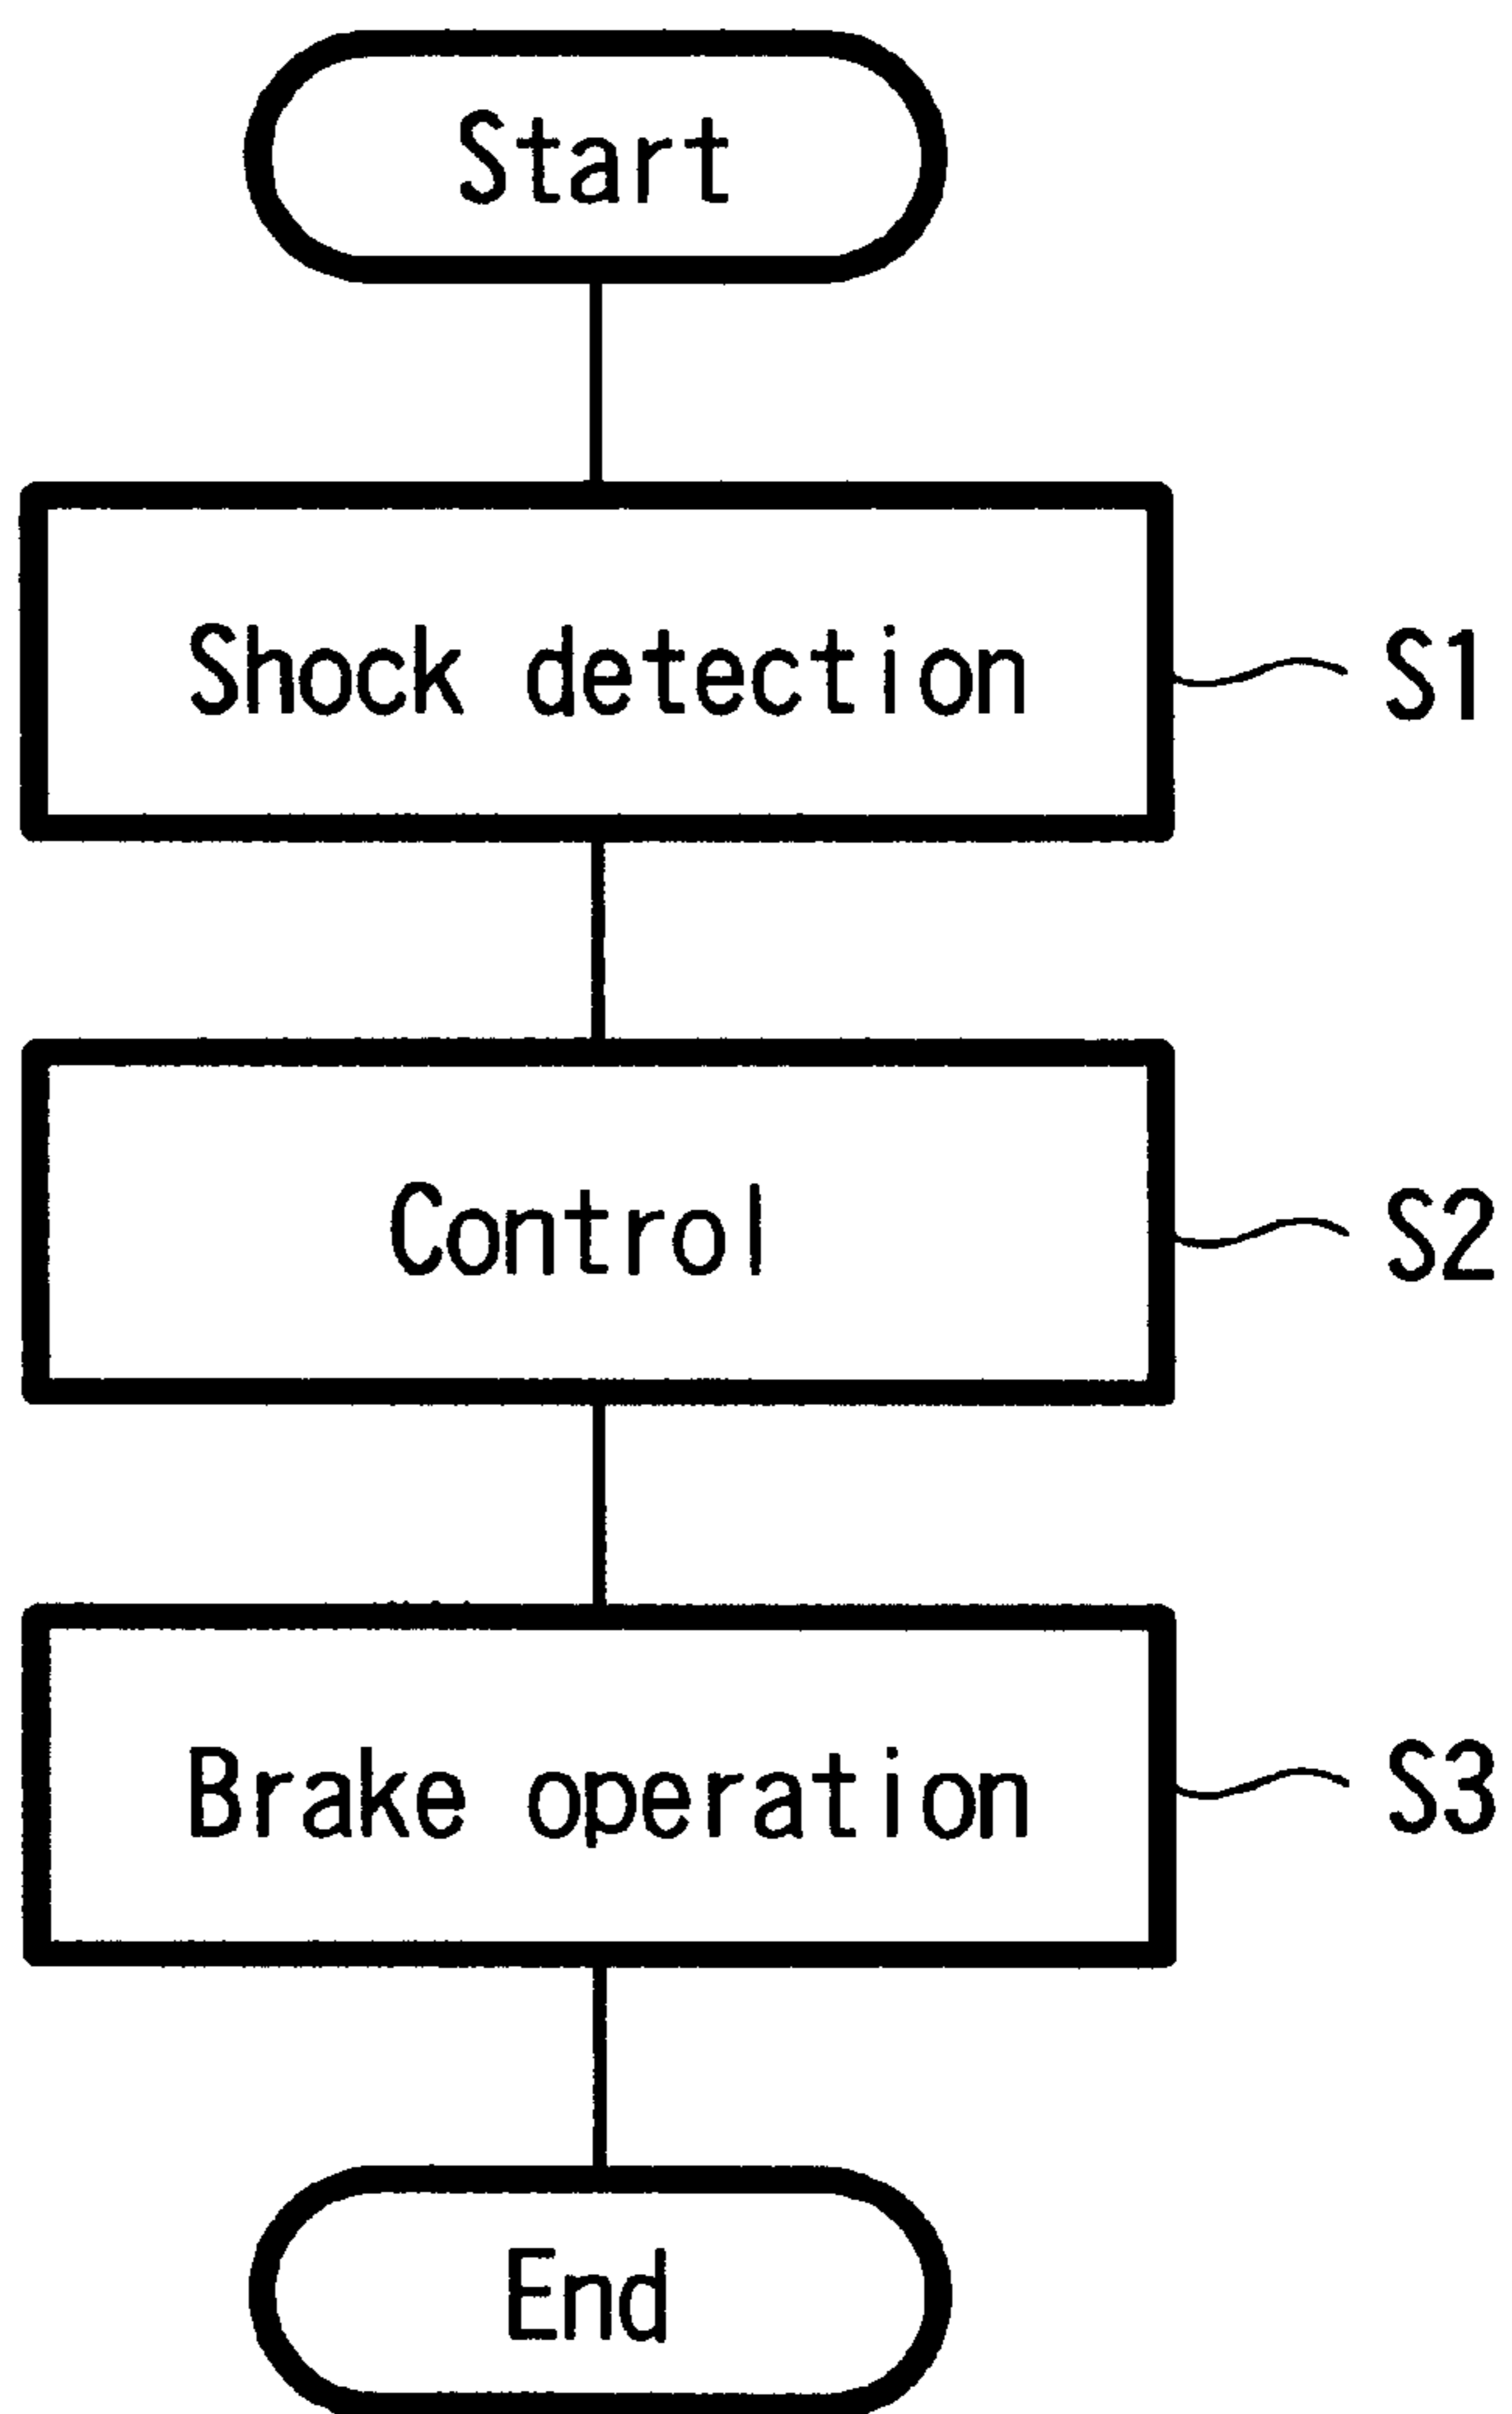 Start
Shock detection S1
Control S2
Brake operation S3
End